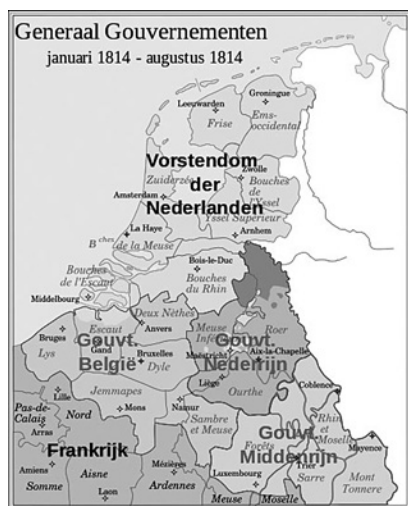 Generaal Gouvernementen
januari 1814 - augustus 1814
Groningue
Leeuwarden
Frise
Ems-
occidental
Vorstendom
der
Nederlanden
Zuiderzée
Zwolle
Bouches
de
l'Yssel
Amsterdam
Yssel Supérieur
La Haye
Arnhem
Bches
de la Meuse
Bois-le-Duc
Bouches
du Rhin
Bouches
de l'Escaut
Middelbourg
Deux Nèthes
Bruges
Escaut
Anvers
Meuse
Infér
Roer
Gouvt.
België
Gouvt.
Nederrijn
Lys
Gand
Bruxelles
Dyle
Maëstricht
Aix-la-Chapelle
Liège
Ourthe
Jemmapes
Lille
Mons
Namur
Sambre
et Meuse
Coblence
Rhin
et
Moselle
Pas-de-
Calais
Arras
Nord
Gouvt.
Middenrijn
Forêts
Mayence
Frankrijk
Amiens
Somme
Aisne
Laon
Mézières
Ardennes
Luxembourg
Trier
Sarre
Mont
Tonnerre
Meuse
Moselle